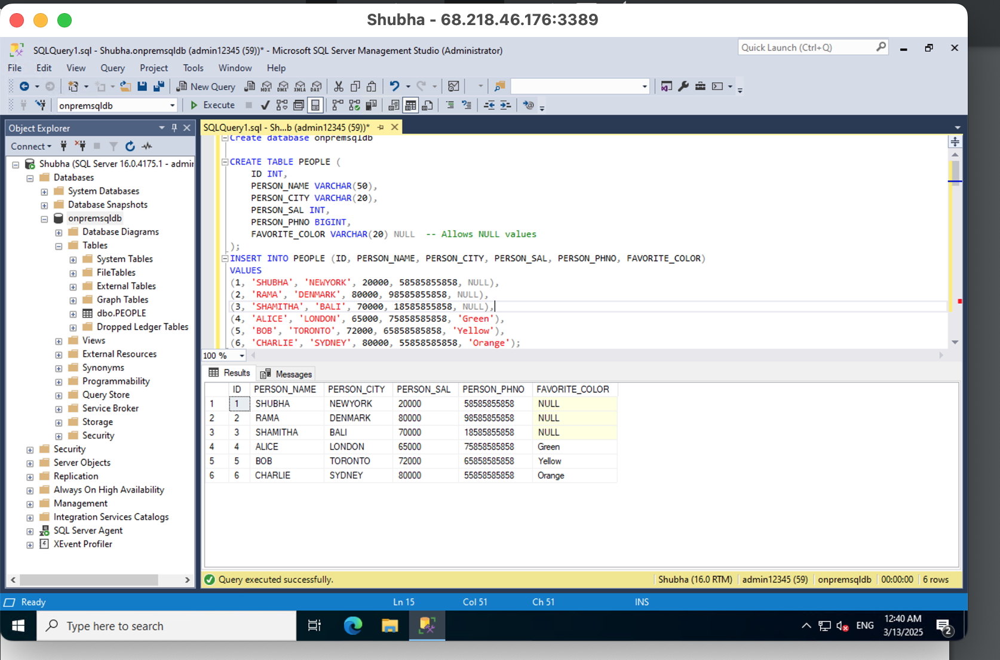 Shubha - 68.218.46.176:3389
SQLQuery1.sql - Shubha.onpremsqldb (admin12345 (59))* - Microsoft SQL Server Management Studio (Administrator)
Quick Launch (Ctrl+Q)
File Edit View Query Project Tools Window Help
New Query MDX DMX XMLA DAX
onpremsqldb Execute
Object Explorer
SQLQuery1.sql - Sh...b (admin12345 (59))*
Connect
Shubha (SQL Server 16.0.4175.1 - admir
Databases
System Databases
Database Snapshots
onpremsqldb
Database Diagrams
Tables
System Tables
FileTables
External Tables
Graph Tables
dbo.PEOPLE
Dropped Ledger Tables
Views
External Resources
Synonyms
Programmability
Query Store
Service Broker
Storage
Security
Security
Server Objects
Replication
Always On High Availability
Management
Integration Services Catalogs
SQL Server Agent
XEvent Profiler
Create database onpremsqldb
CREATE TABLE PEOPLE (
ID INT,
PERSON_NAME VARCHAR(50),
PERSON_CITY VARCHAR(20),
PERSON_SAL INT,
PERSON_PHNO BIGINT,
FAVORITE_COLOR VARCHAR(20) NULL -- Allows NULL values
);
INSERT INTO PEOPLE (ID, PERSON_NAME, PERSON_CITY, PERSON_SAL, PERSON_PHNO, FAVORITE_COLOR)
VALUES
(1, 'SHUBHA', 'NEWYORK', 20000, 58585855858, NULL),
(2, 'RAMA', 'DENMARK', 80000, 98585855858, NULL),
(3, 'SHAMITHA', 'BALI', 70000, 18585855858, NULL),
(4, 'ALICE', 'LONDON', 65000, 75858585858, 'Green'),
(5, 'BOB', 'TORONTO', 72000, 65858585858, 'Yellow'),
(6, 'CHARLIE', 'SYDNEY', 80000, 55858585858, 'Orange');
100 %
Results Messages
ID PERSON_NAME PERSON_CITY PERSON_SAL PERSON_PHNO FAVORITE_COLOR
1 1 SHUBHA NEWYORK 20000 58585855858 NULL
2 2 RAMA DENMARK 80000 98585855858 NULL
3 3 SHAMITHA BALI 70000 18585855858 NULL
4 4 ALICE LONDON 65000 75858585858 Green
5 5 BOB TORONTO 72000 65858585858 Yellow
6 6 CHARLIE SYDNEY 80000 55858585858 Orange
Query executed successfully. Shubha (16.0 RTM) admin12345 (59) onpremsqldb 00:00:00 6 rows
Ready Ln 15 Col 51 Ch 51 INS
Type here to search
ENG
12:40 AM
3/13/2025
2